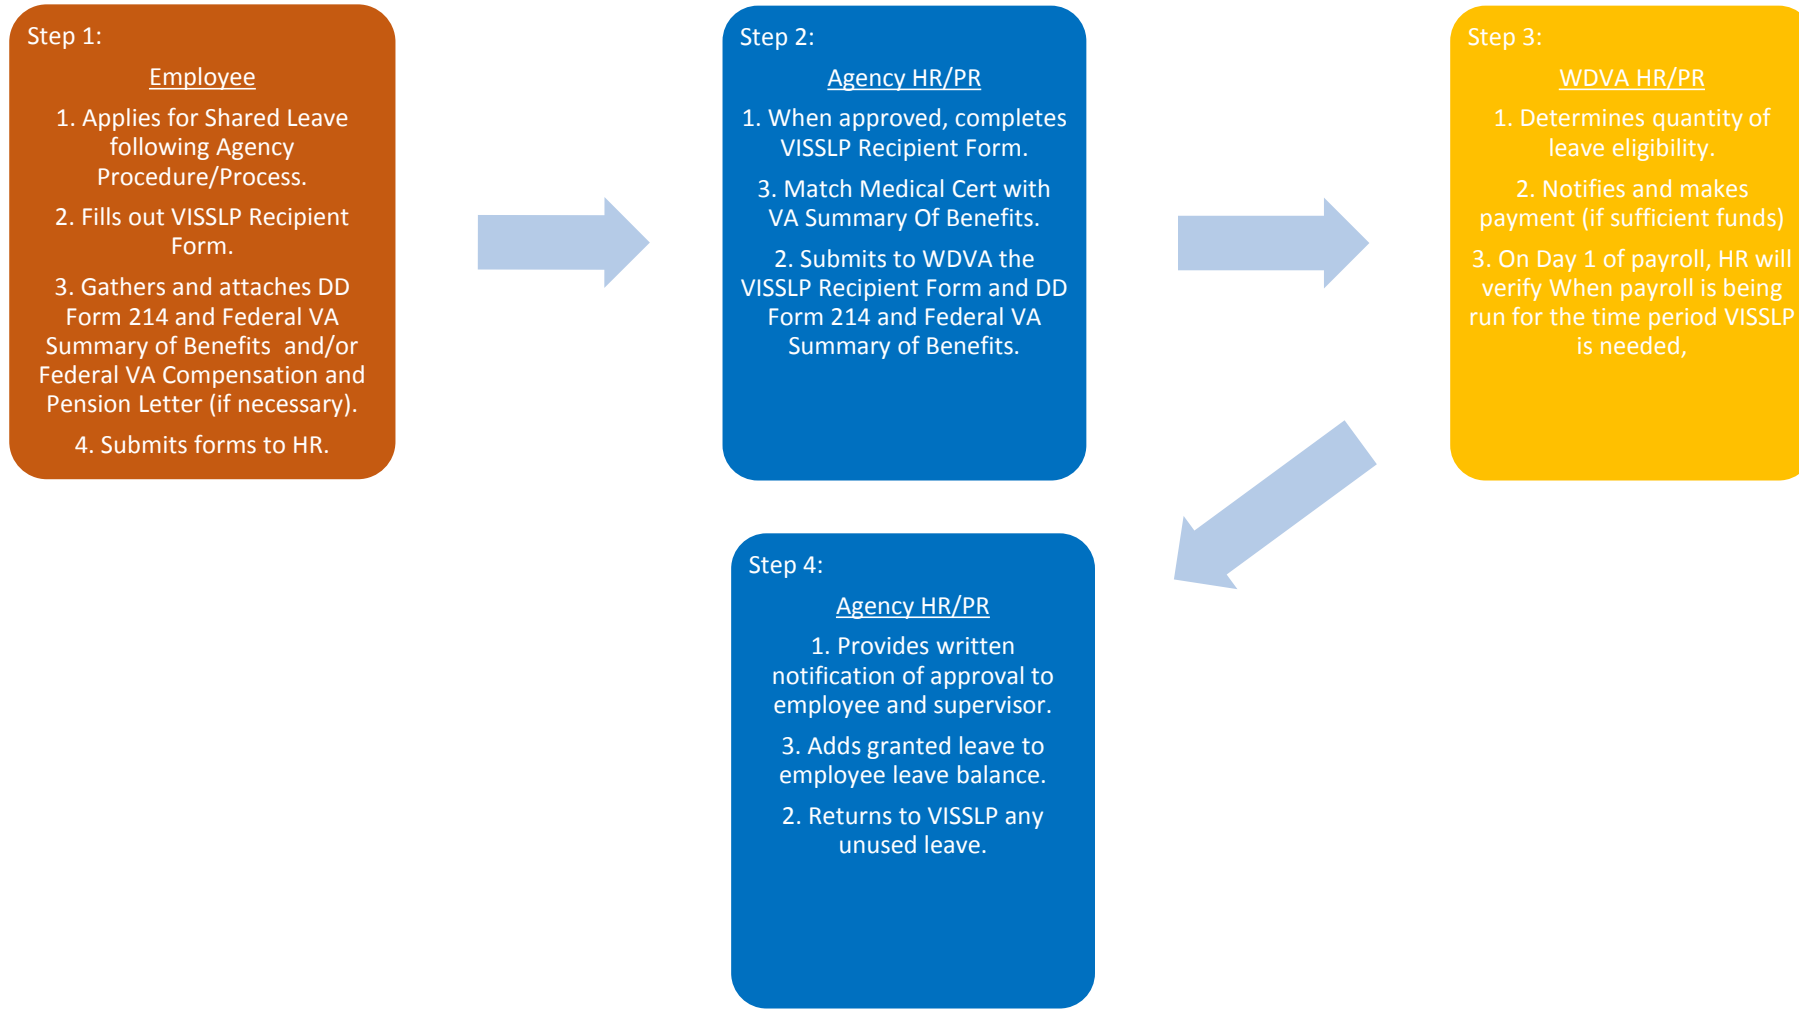 Step 1:
Employee
1. Applies for Shared Leave
following Agency
Procedure/Process.
2. Fills out VISSLP Recipient
Form.
3. Gathers and attaches DD
Form 214 and Federal VA
Summary of Benefits  and/or
Federal VA Compensation and
Pension Letter (if necessary).
4. Submits forms to HR.
Step 2:
Agency HR/PR
1. When approved, completes
VISSLP Recipient Form.
3. Match Medical Cert with
VA Summary Of Benefits.
2. Submits to WDVA the
VISSLP Recipient Form and DD
Form 214 and Federal VA
Summary of Benefits.
Step 3:
WDVA HR/PR
1. Determines quantity of
leave eligibility.
2. Notifies and makes
payment (if sufficient funds)
3. On Day 1 of payroll, HR will
verify When payroll is being
run for the time period VISSLP
is needed,
Step 4:
Agency HR/PR
1. Provides written
notification of approval to
employee and supervisor.
3. Adds granted leave to
employee leave balance.
2. Returns to VISSLP any
unused leave.